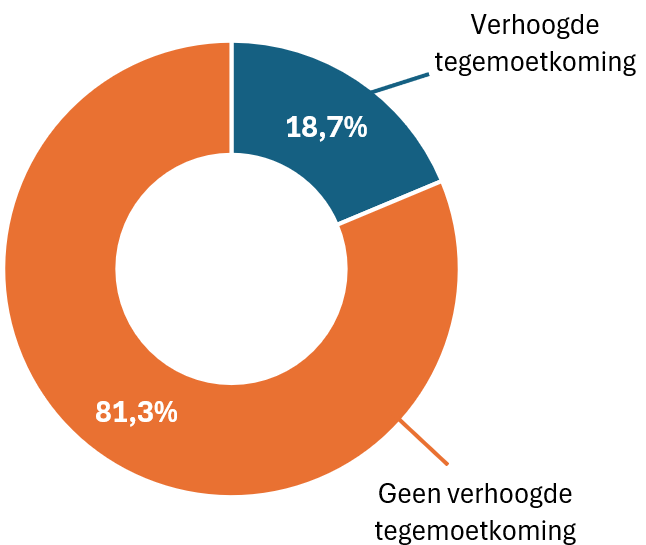 Verhoogde
tegemoetkoming
18,7%
81,3%
Geen verhoogde
tegemoetkoming